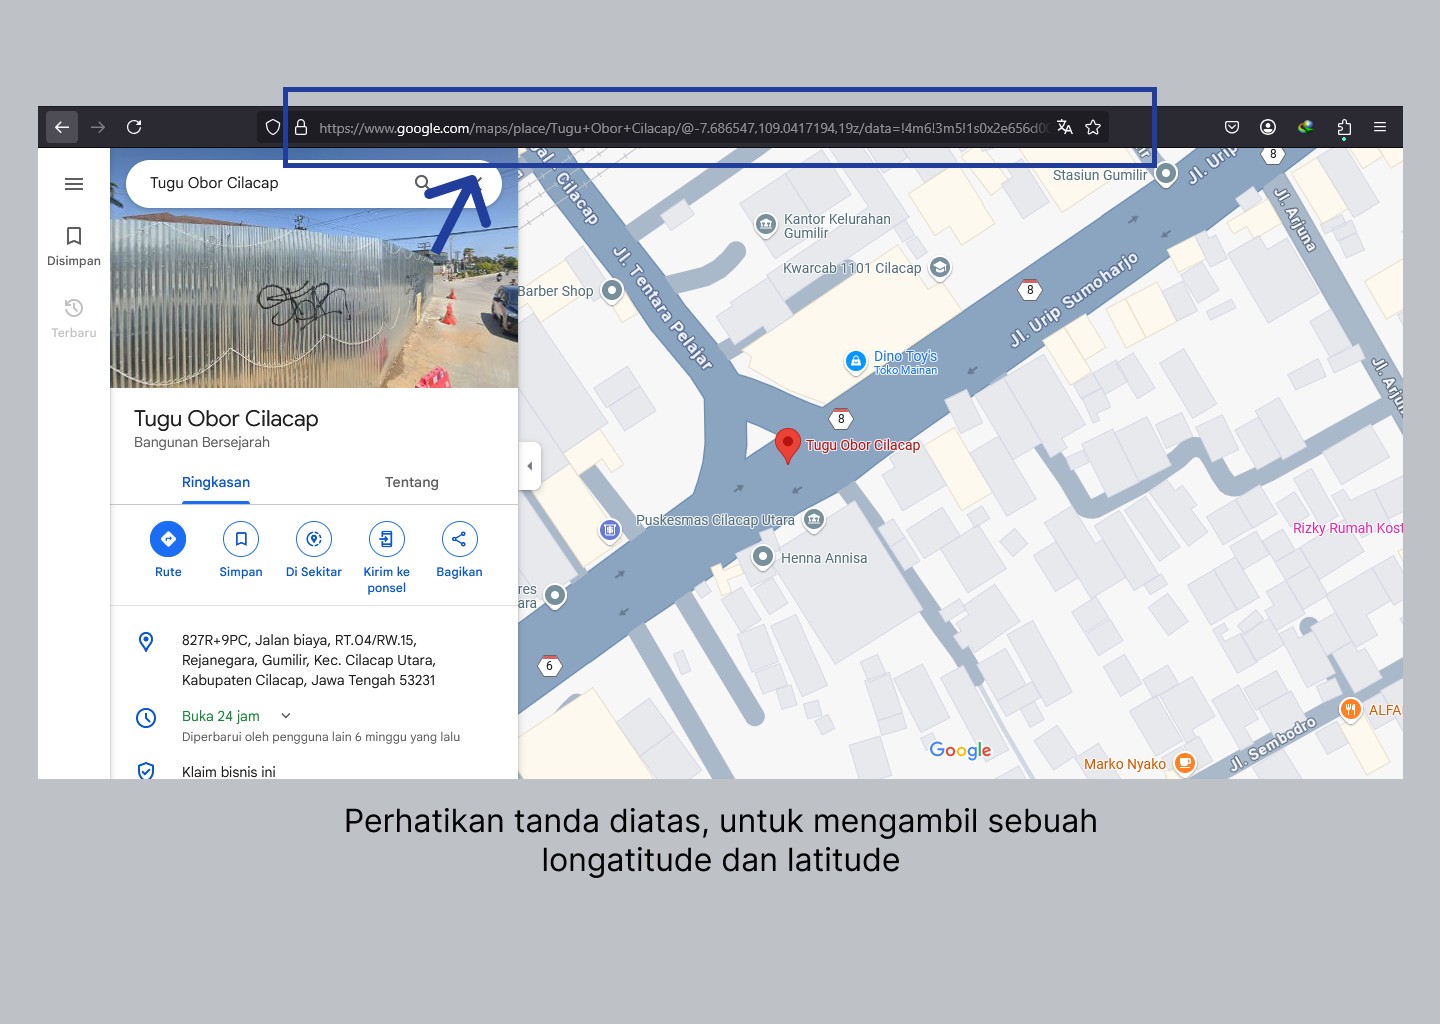 https://www.google.com/maps/place/Tugu+Obor+Cilacap/@-7.686547,109.0417194,19z/data=!4m6!3m5!1s0x2e656d00
Tugu Obor Cilacap
Disimpan
Terbaru
Tugu Obor Cilacap
Bangunan Bersejarah
Ringkasan
Tentang
Rute
Simpan
Di Sekitar
Kirim ke
ponsel
Bagikan
827R+9PC, Jalan biaya, RT.04/RW.15,
Rejanegara, Gumilir, Kec. Cilacap Utara,
Kabupaten Cilacap, Jawa Tengah 53231
Buka 24 jam
Diperbarui oleh pengguna lain 6 minggu yang lalu
Klaim bisnis ini
Cilacap
8
Stasiun Gumilir
Jl. Urip
Jl. Arjuna
Kantor Kelurahan
Gumilir
Kwarcab 1101 Cilacap
Jl. Tentara Pelajar
Barber Shop
8
Jl. Urip Sumoharjo
Dino Toy's
Toko Mainan
Jl. Arju
8
Tugu Obor Cilacap
Puskesmas Cilacap Utara
Rizky Rumah Kost
Henna Annisa
res
ara
6
ALFA
Jl. Sembodro
Google
Marko Nyako
Perhatikan tanda diatas, untuk mengambil sebuah
longatitude dan latitude